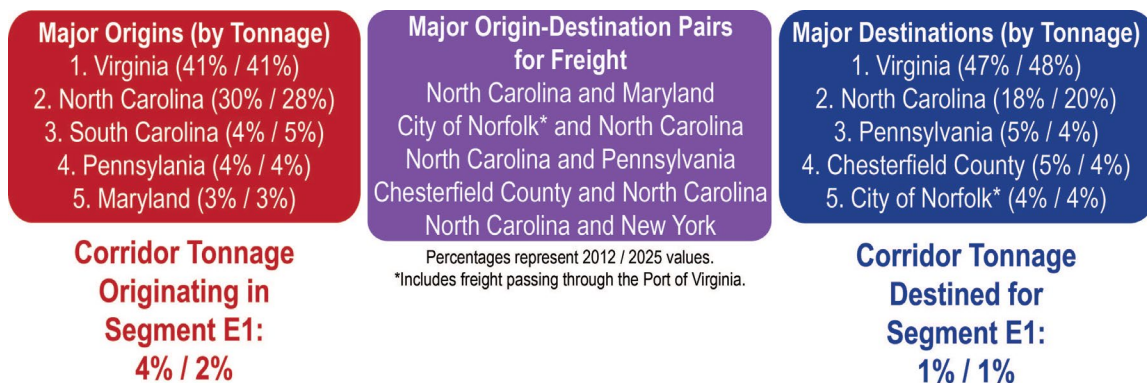 Major Origins (by Tonnage)
1. Virginia (41% / 41%)
2. North Carolina (30% / 28%)
3. South Carolina (4% / 5%)
4. Pennsylania (4% / 4%)
5. Maryland (3% / 3%)
Corridor Tonnage
Originating in
Segment E1:
4% / 2%
Major Origin-Destination Pairs
for Freight
North Carolina and Maryland
City of Norfolk* and North Carolina
North Carolina and Pennsylvania
Chesterfield County and North Carolina
North Carolina and New York
Percentages represent 2012 / 2025 values.
*Includes freight passing through the Port of Virginia.
Major Destinations (by Tonnage)
1. Virginia (47% / 48%)
2. North Carolina (18% / 20%)
3. Pennsylvania (5% / 4%)
4. Chesterfield County (5% / 4%)
5. City of Norfolk* (4% / 4%)
Corridor Tonnage
Destined for
Segment E1:
1% / 1%